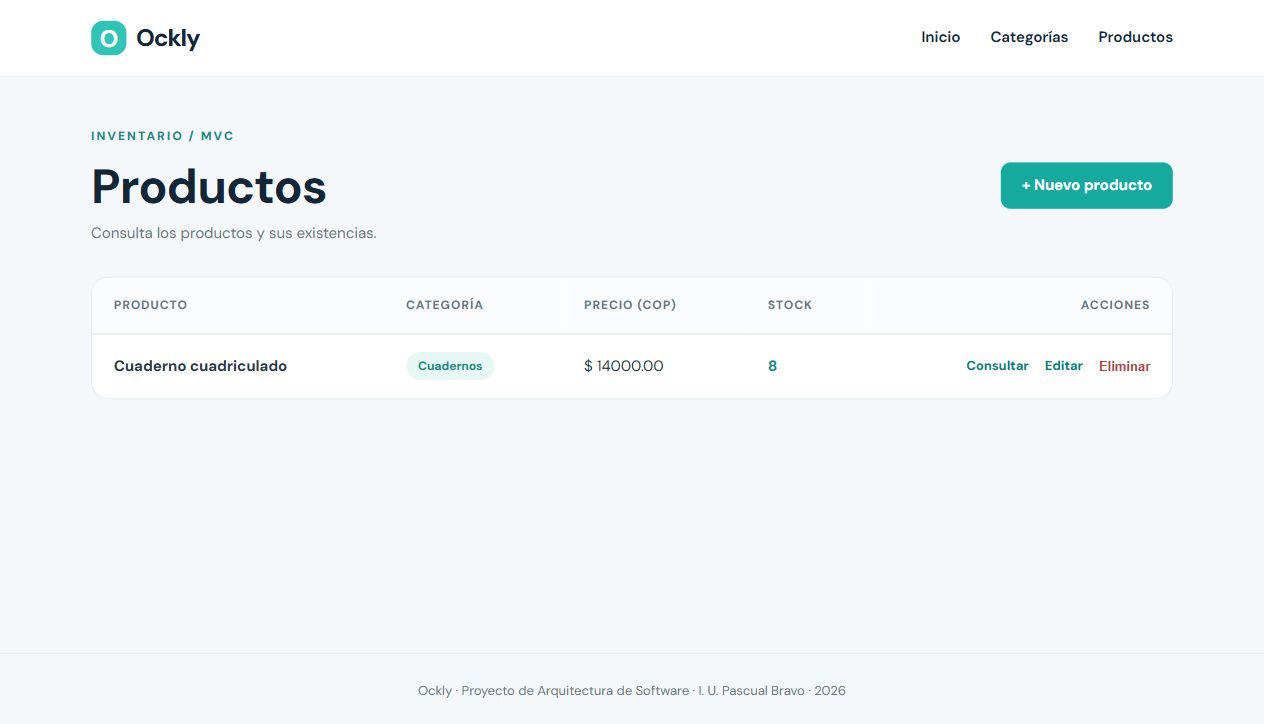 O Ockly
Inicio Categorías Productos
INVENTARIO / MVC
Productos
+ Nuevo producto
Consulta los productos y sus existencias.
PRODUCTO CATEGORÍA PRECIO (COP) STOCK ACCIONES
Cuaderno cuadriculado Cuadernos $ 14000.00 8 Consultar Editar Eliminar
Ockly · Proyecto de Arquitectura de Software · I. U. Pascual Bravo · 2026